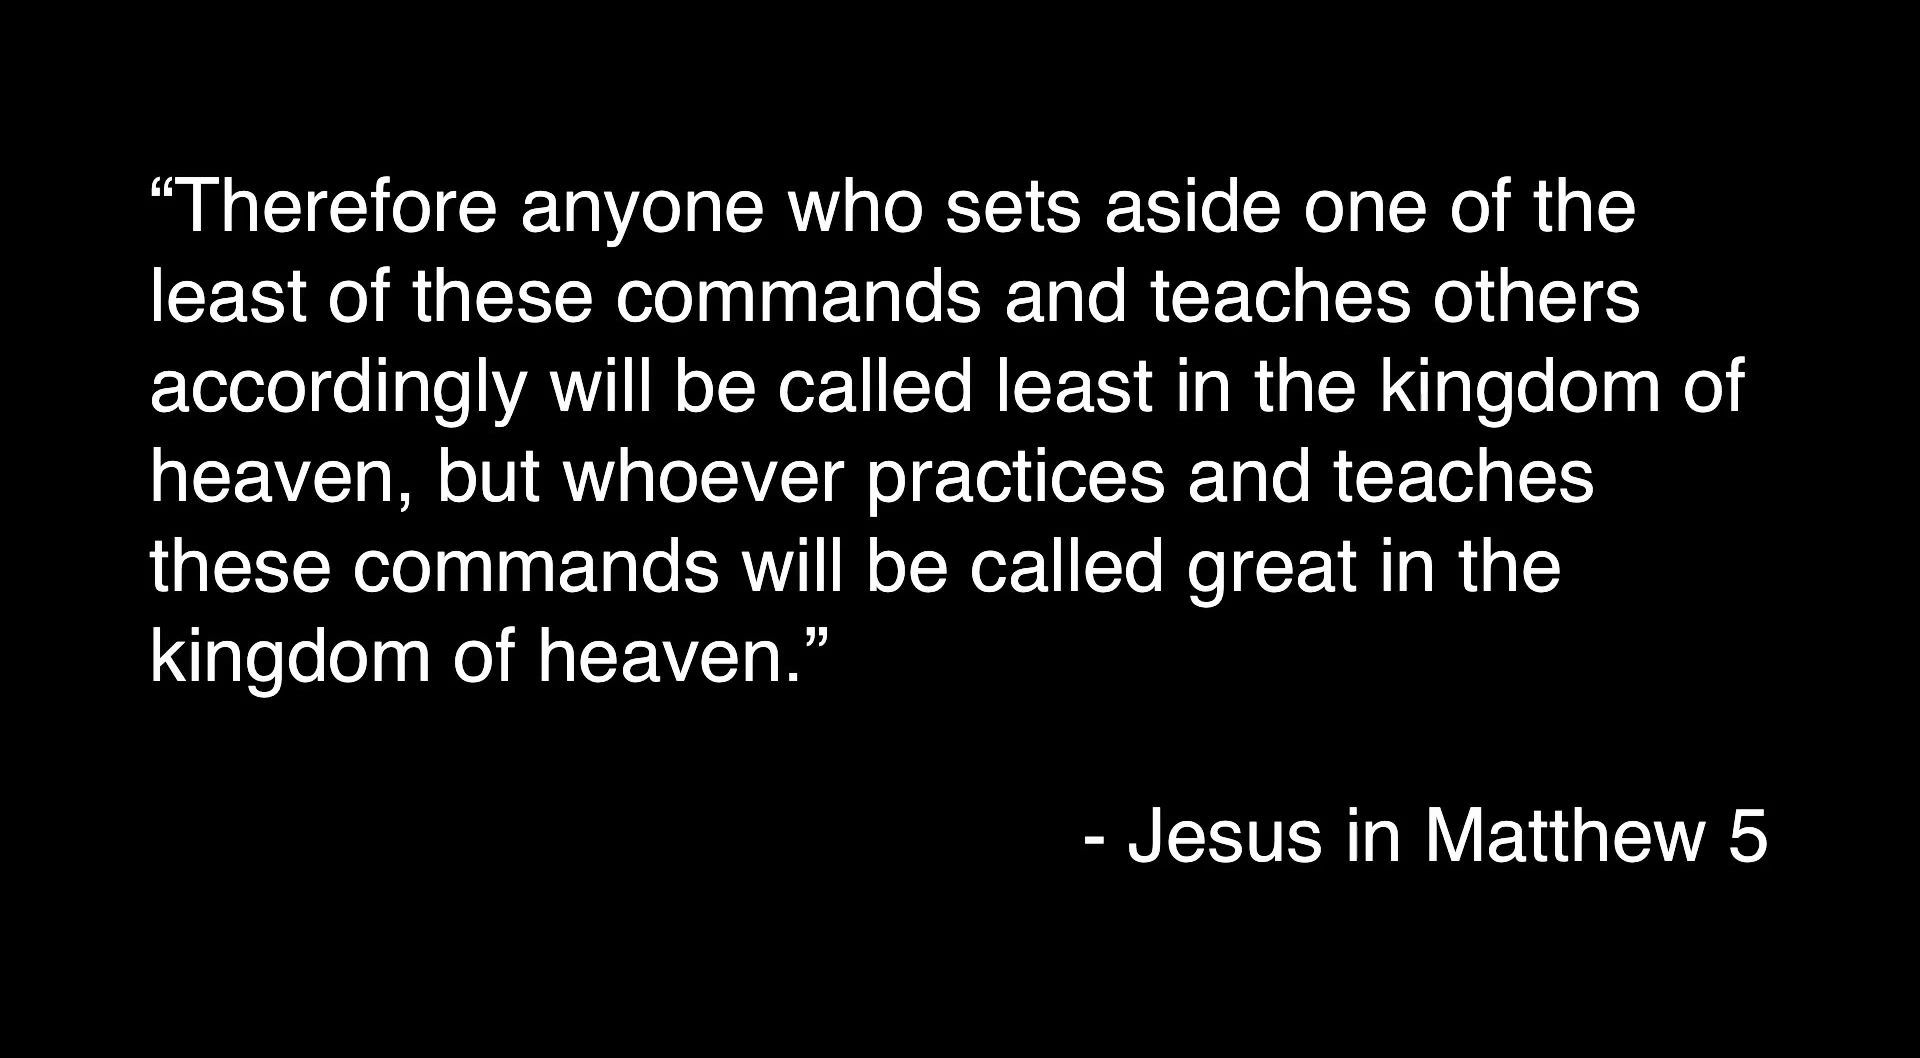 “Therefore anyone who sets aside one of the
least of these commands and teaches others
accordingly will be called least in the kingdom of
heaven, but whoever practices and teaches
these commands will be called great in the
kingdom of heaven.”
- Jesus in Matthew 5